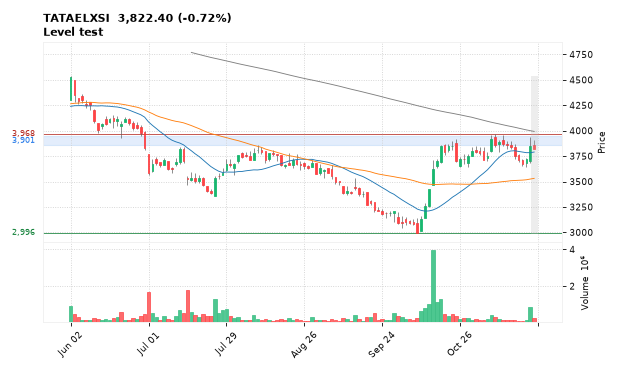 TATAELXSI 3,822.40 (-0.72%)
Level test
4750
4500
4250
4000
3750
3500
3250
3000
Price
3,968
3,901
2,996
4
2
Volume 10⁶
Jun 02
Jul 01
Jul 29
Aug 26
Sep 24
Oct 26